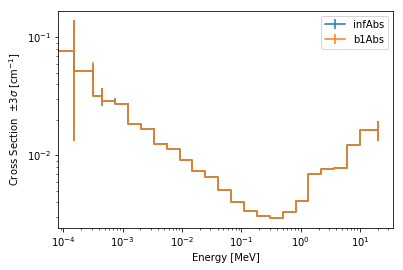 infAbs
b1Abs
Cross Section ±3σ [cm⁻¹]
10⁻¹
10⁻²
10⁻⁴ 10⁻³ 10⁻² 10⁻¹ 10⁰ 10¹
Energy [MeV]